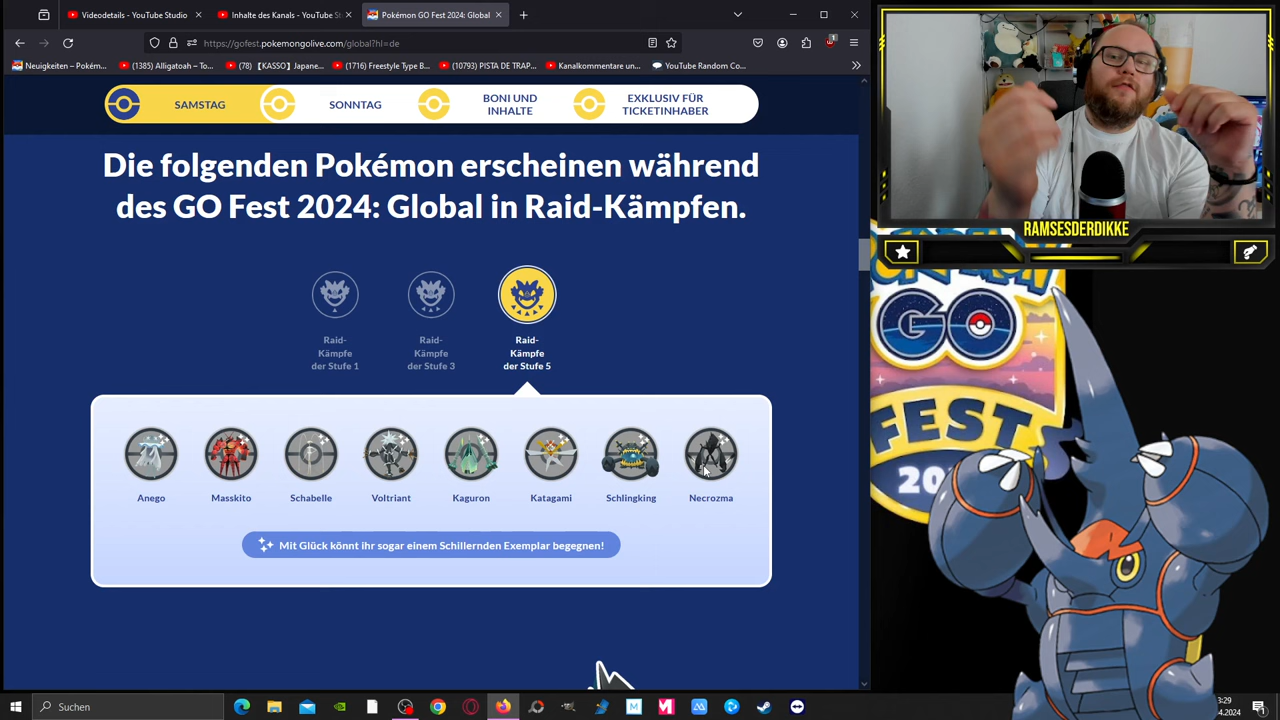 Videodetails - YouTube Studio
Inhalte des Kanals - YouTube St
Pokémon GO Fest 2024: Global
https://gofest.pokemongolive.com/global?hl=de
1
Neuigkeiten – Pokém...
(1385) Alligatoah – To...
(78) 【KASSO】Japane...
(1716) Freestyle Type B...
(10793) PISTA DE TRAP...
Kanalkommentare un...
YouTube Random Co...
SAMSTAG
SONNTAG
BONI UND
INHALTE
EXKLUSIV FÜR
TICKETINHABER
Die folgenden Pokémon erscheinen während
des GO Fest 2024: Global in Raid-Kämpfen.
Raid-
Kämpfe
der Stufe 1
Raid-
Kämpfe
der Stufe 3
Raid-
Kämpfe
der Stufe 5
Anego
Masskito
Schabelle
Voltriant
Kaguron
Katagami
Schlingking
Necrozma
Mit Glück könnt ihr sogar einem Schillernden Exemplar begegnen!
RAMSESDERDIKKE
GO
FEST
20
Suchen
3:29
.2024
1